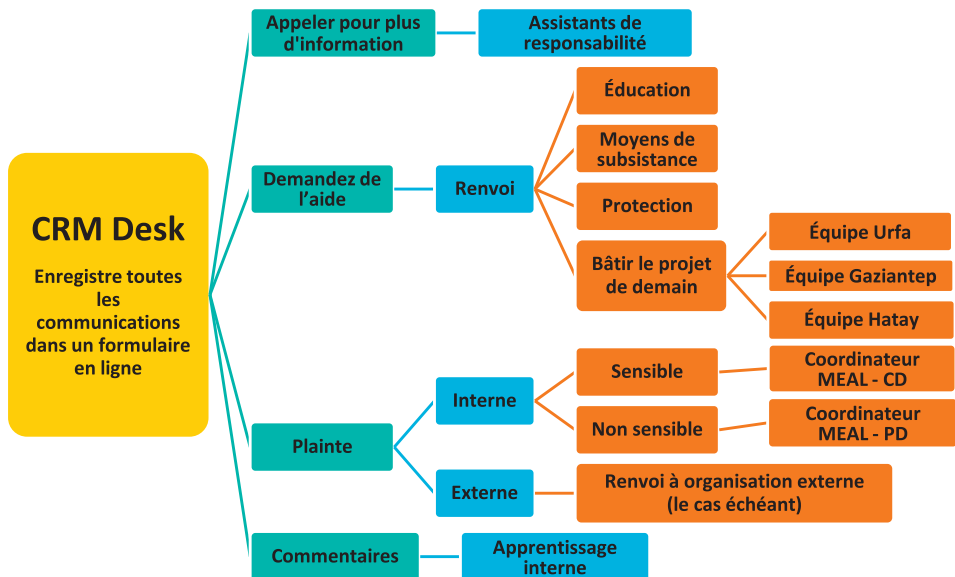 CRM Desk
Enregistre toutes
les
communications
dans un formulaire
en ligne
Appeler pour plus
d'information
Assistants de
responsabilité
Demandez de
l’aide
Renvoi
Éducation
Moyens de
subsistance
Protection
Bâtir le projet
de demain
Équipe Urfa
Équipe Gaziantep
Équipe Hatay
Plainte
Interne
Sensible
Coordinateur
MEAL - CD
Non sensible
Coordinateur
MEAL - PD
Externe
Renvoi à organisation externe
(le cas échéant)
Commentaires
Apprentissage
interne